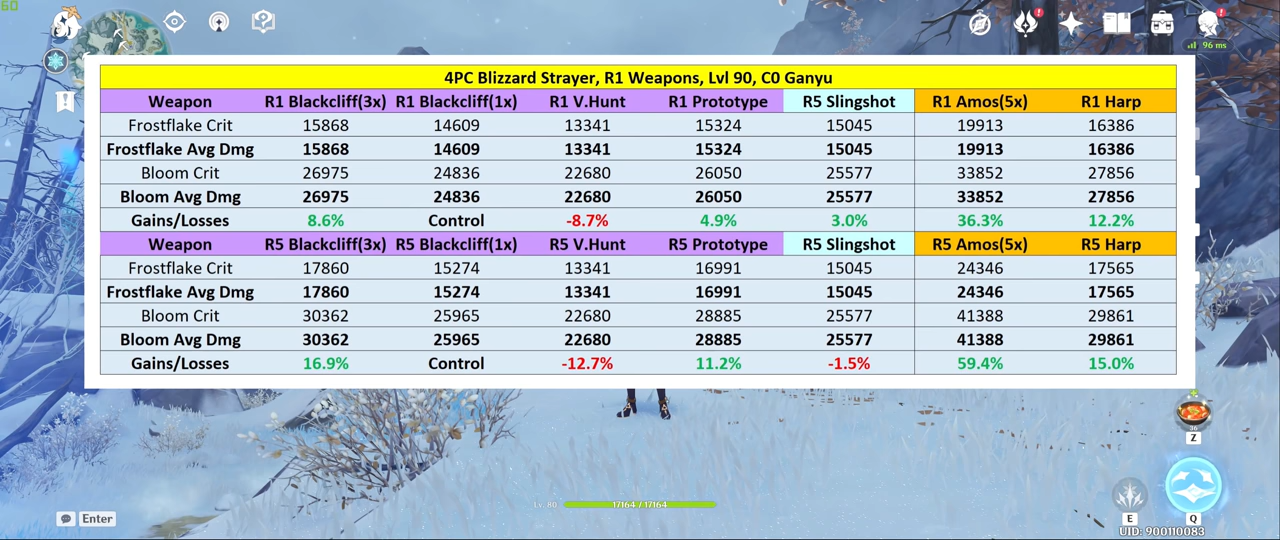 60
96 ms
4PC Blizzard Strayer, R1 Weapons, Lvl 90, C0 Ganyu
Weapon R1 Blackcliff(3x) R1 Blackcliff(1x) R1 V.Hunt R1 Prototype R5 Slingshot R1 Amos(5x) R1 Harp
Frostflake Crit 15868 14609 13341 15324 15045 19913 16386
Frostflake Avg Dmg 15868 14609 13341 15324 15045 19913 16386
Bloom Crit 26975 24836 22680 26050 25577 33852 27856
Bloom Avg Dmg 26975 24836 22680 26050 25577 33852 27856
Gains/Losses 8.6% Control -8.7% 4.9% 3.0% 36.3% 12.2%
Weapon R5 Blackcliff(3x) R5 Blackcliff(1x) R5 V.Hunt R5 Prototype R5 Slingshot R5 Amos(5x) R5 Harp
Frostflake Crit 17860 15274 13341 16991 15045 24346 17565
Frostflake Avg Dmg 17860 15274 13341 16991 15045 24346 17565
Bloom Crit 30362 25965 22680 28885 25577 41388 29861
Bloom Avg Dmg 30362 25965 22680 28885 25577 41388 29861
Gains/Losses 16.9% Control -12.7% 11.2% -1.5% 59.4% 15.0%
36
Z
Lv. 80 17164 / 17164
Enter
E Q
UID: 900110083